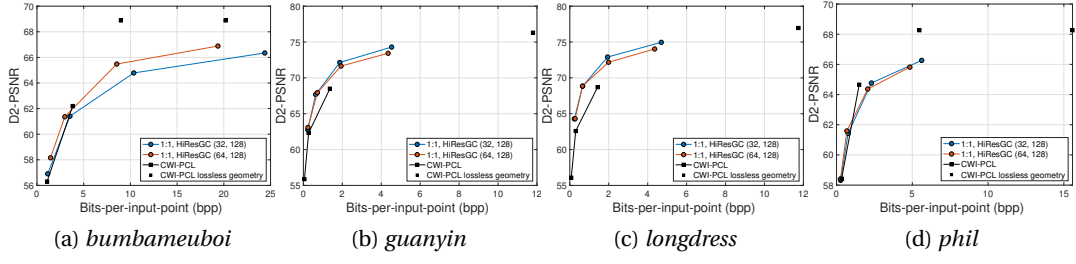 D2-PSNR
70
68
66
64
62
60
58
56
0 5 10 15 20 25
Bits-per-input-point (bpp)
1:1, HiResGC (32, 128)
1:1, HiResGC (64, 128)
CWI-PCL
CWI-PCL lossless geometry
(a) bumbameuboi
D2-PSNR
80
75
70
65
60
55
0 2 4 6 8 10 12
Bits-per-input-point (bpp)
1:1, HiResGC (32, 128)
1:1, HiResGC (64, 128)
CWI-PCL
CWI-PCL lossless geometry
(b) guanyin
D2-PSNR
80
75
70
65
60
55
0 2 4 6 8 10 12
Bits-per-input-point (bpp)
1:1, HiResGC (32, 128)
1:1, HiResGC (64, 128)
CWI-PCL
CWI-PCL lossless geometry
(c) longdress
D2-PSNR
70
68
66
64
62
60
58
0 5 10 15
Bits-per-input-point (bpp)
1:1, HiResGC (32, 128)
1:1, HiResGC (64, 128)
CWI-PCL
CWI-PCL lossless geometry
(d) phil